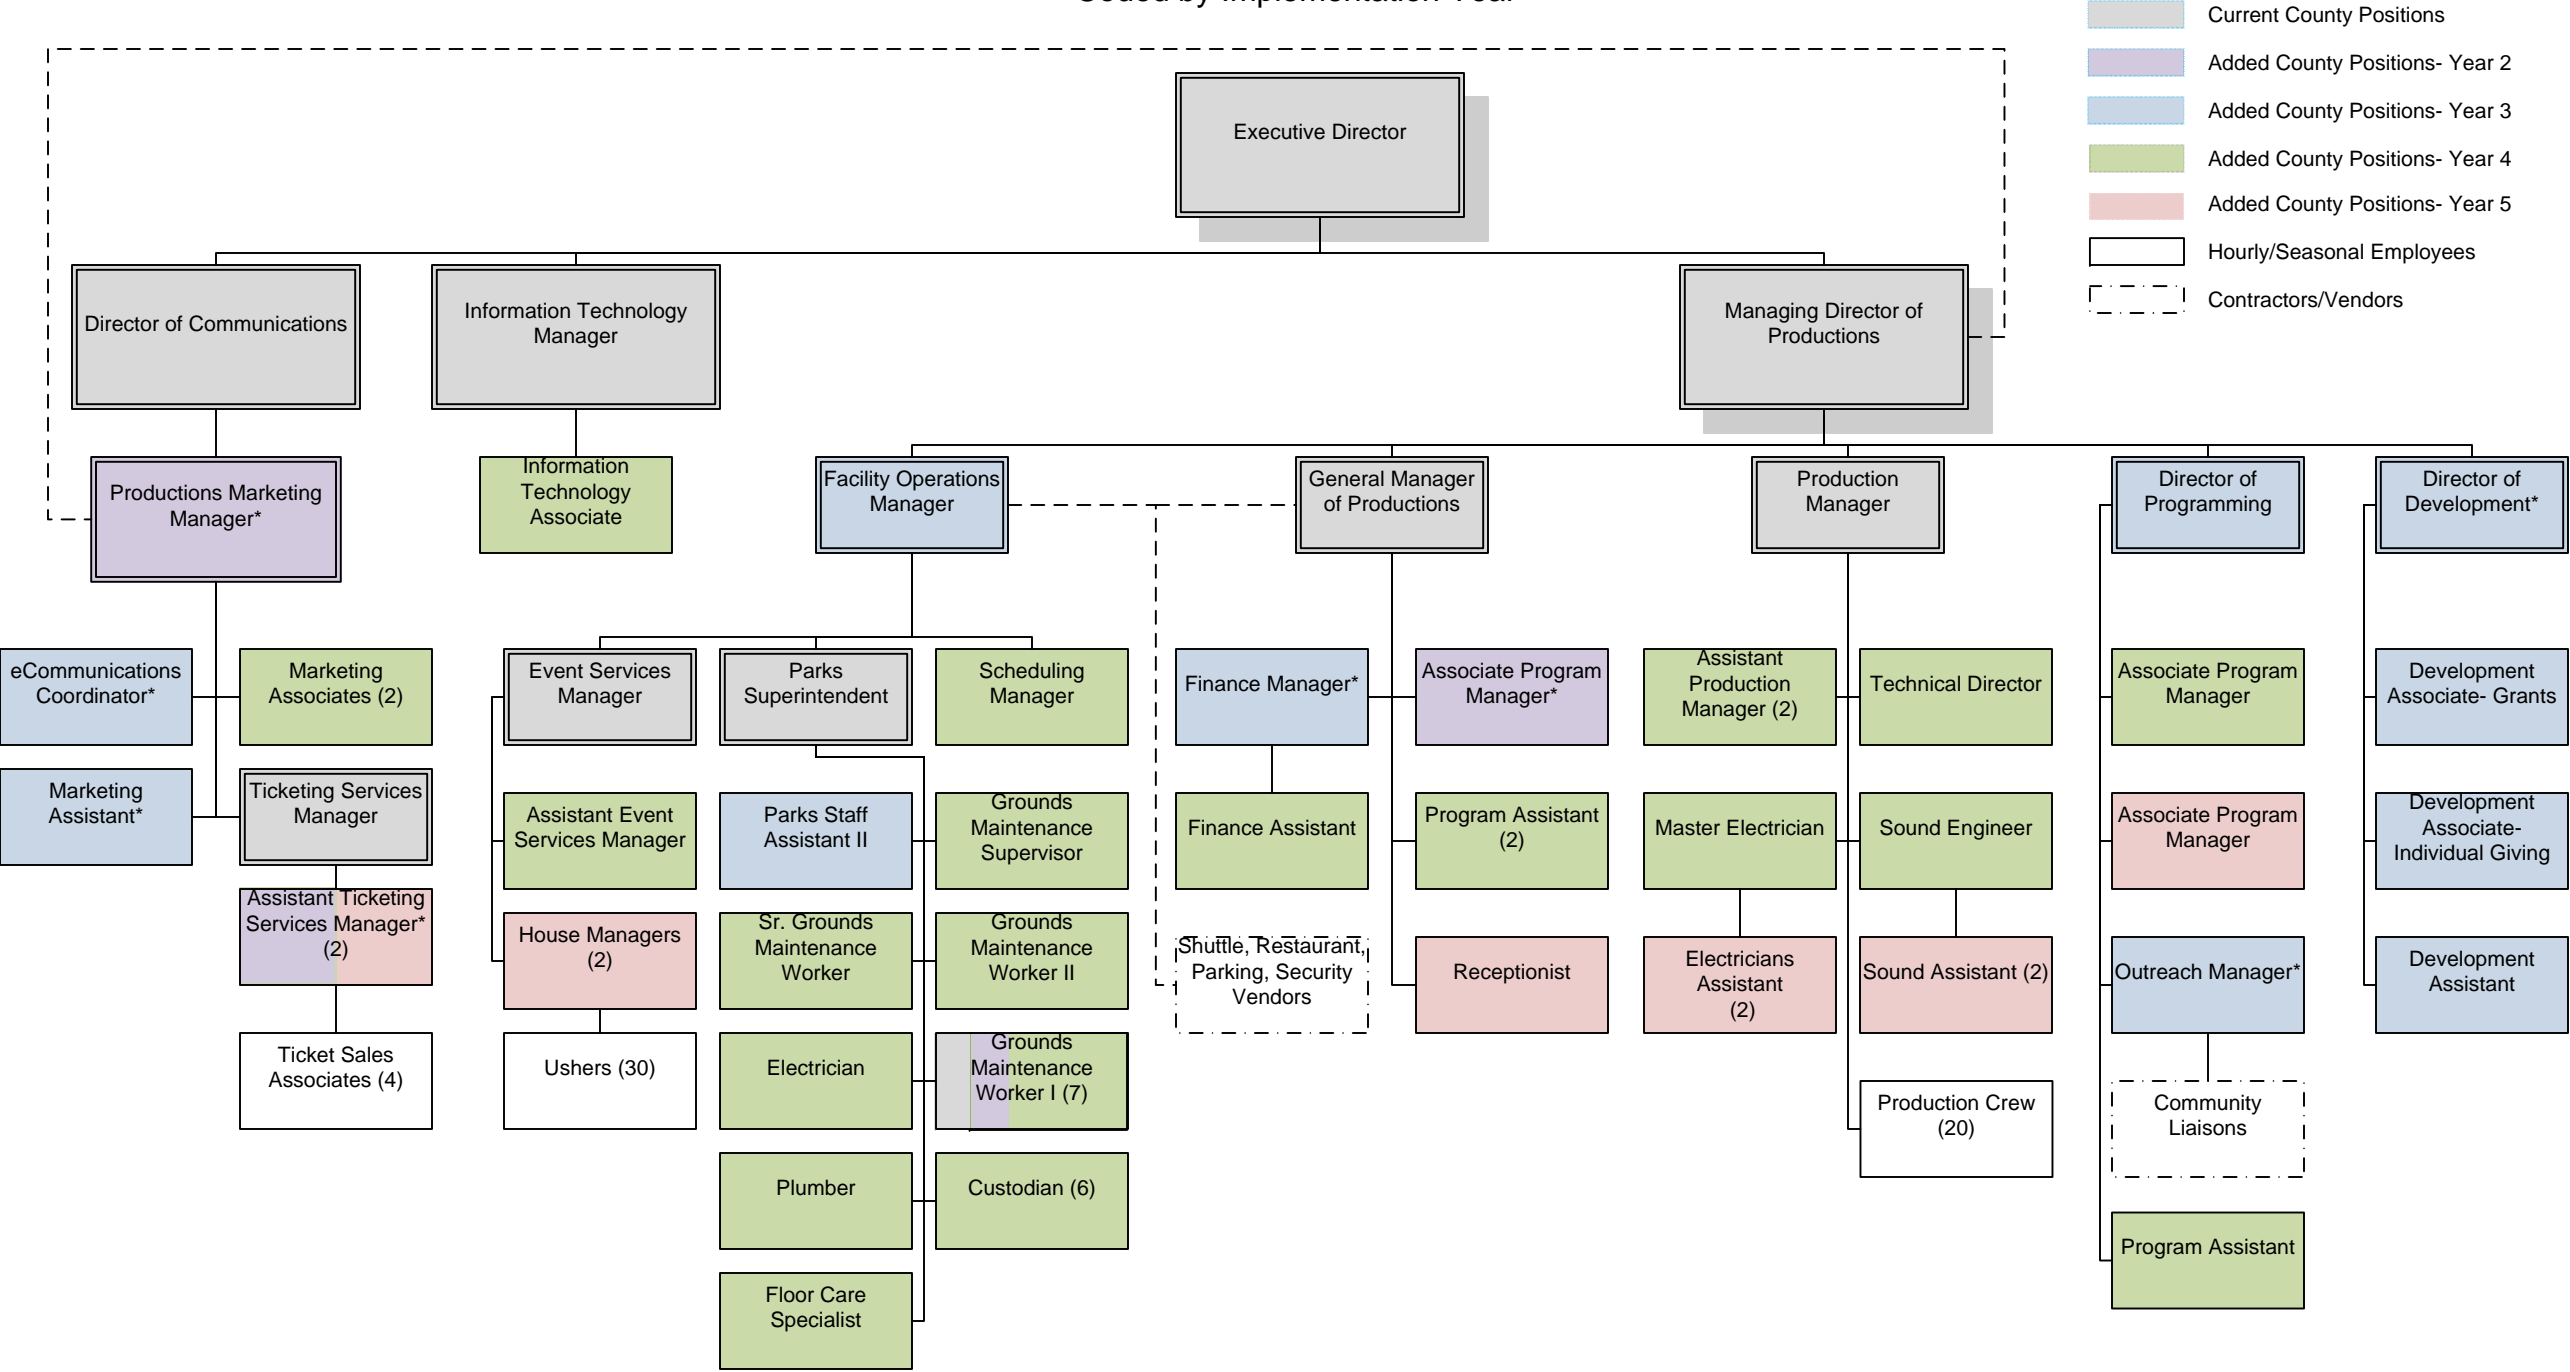 Coded by Implementation Year
Current County Positions
Added County Positions- Year 2
Added County Positions- Year 3
Added County Positions- Year 4
Added County Positions- Year 5
Hourly/Seasonal Employees
Contractors/Vendors
Executive Director
Director of Communications
Information Technology
Manager
Managing Director of
Productions
Productions Marketing
Manager*
Information
Technology
Associate
Facility Operations
Manager
General Manager
of Productions
Production
Manager
Director of
Programming
Director of
Development*
eCommunications
Coordinator*
Marketing
Associates (2)
Event Services
Manager
Parks
Superintendent
Scheduling
Manager
Finance Manager*
Associate Program
Manager*
Assistant
Production
Manager (2)
Technical Director
Associate Program
Manager
Development
Associate- Grants
Marketing
Assistant*
Ticketing Services
Manager
Assistant Event
Services Manager
Parks Staff
Assistant II
Grounds
Maintenance
Supervisor
Finance Assistant
Program Assistant
(2)
Master Electrician
Sound Engineer
Associate Program
Manager
Development
Associate-
Individual Giving
Assistant Ticketing
Services Manager*
(2)
House Managers
(2)
Sr. Grounds
Maintenance
Worker
Grounds
Maintenance
Worker II
Shuttle, Restaurant,
Parking, Security
Vendors
Receptionist
Electricians
Assistant
(2)
Sound Assistant (2)
Outreach Manager*
Development
Assistant
Ticket Sales
Associates (4)
Ushers (30)
Electrician
Grounds
Maintenance
Worker I (7)
Production Crew
(20)
Community
Liaisons
Plumber
Custodian (6)
Program Assistant
Floor Care
Specialist